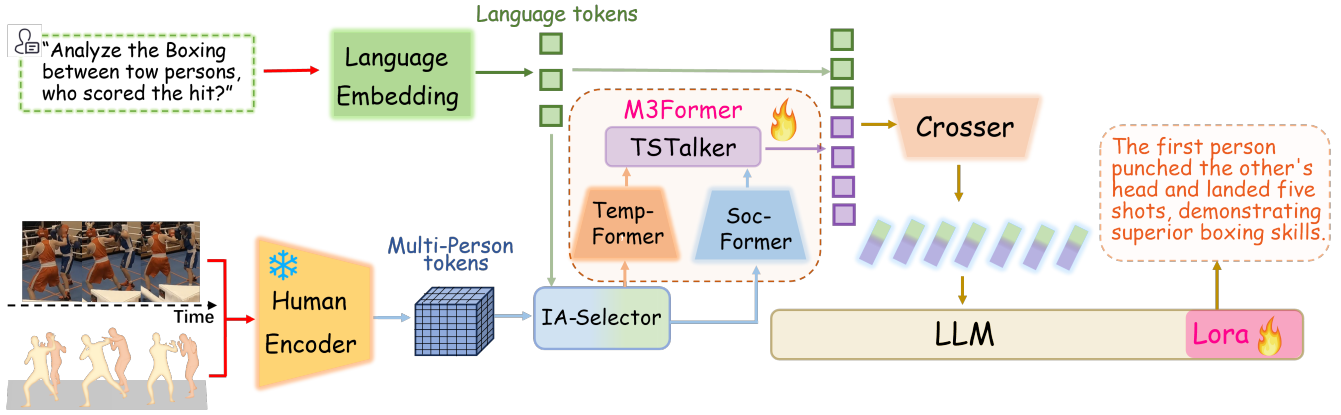 “Analyze the Boxing
between tow persons,
who scored the hit?”
Language
Embedding
Language tokens
M3Former
TSTalker
Temp-
Former
Soc-
Former
Crosser
The first person
punched the other's
head and landed five
shots, demonstrating
superior boxing skills.
Time
Human
Encoder
Multi-Person
tokens
IA-Selector
LLM
Lora